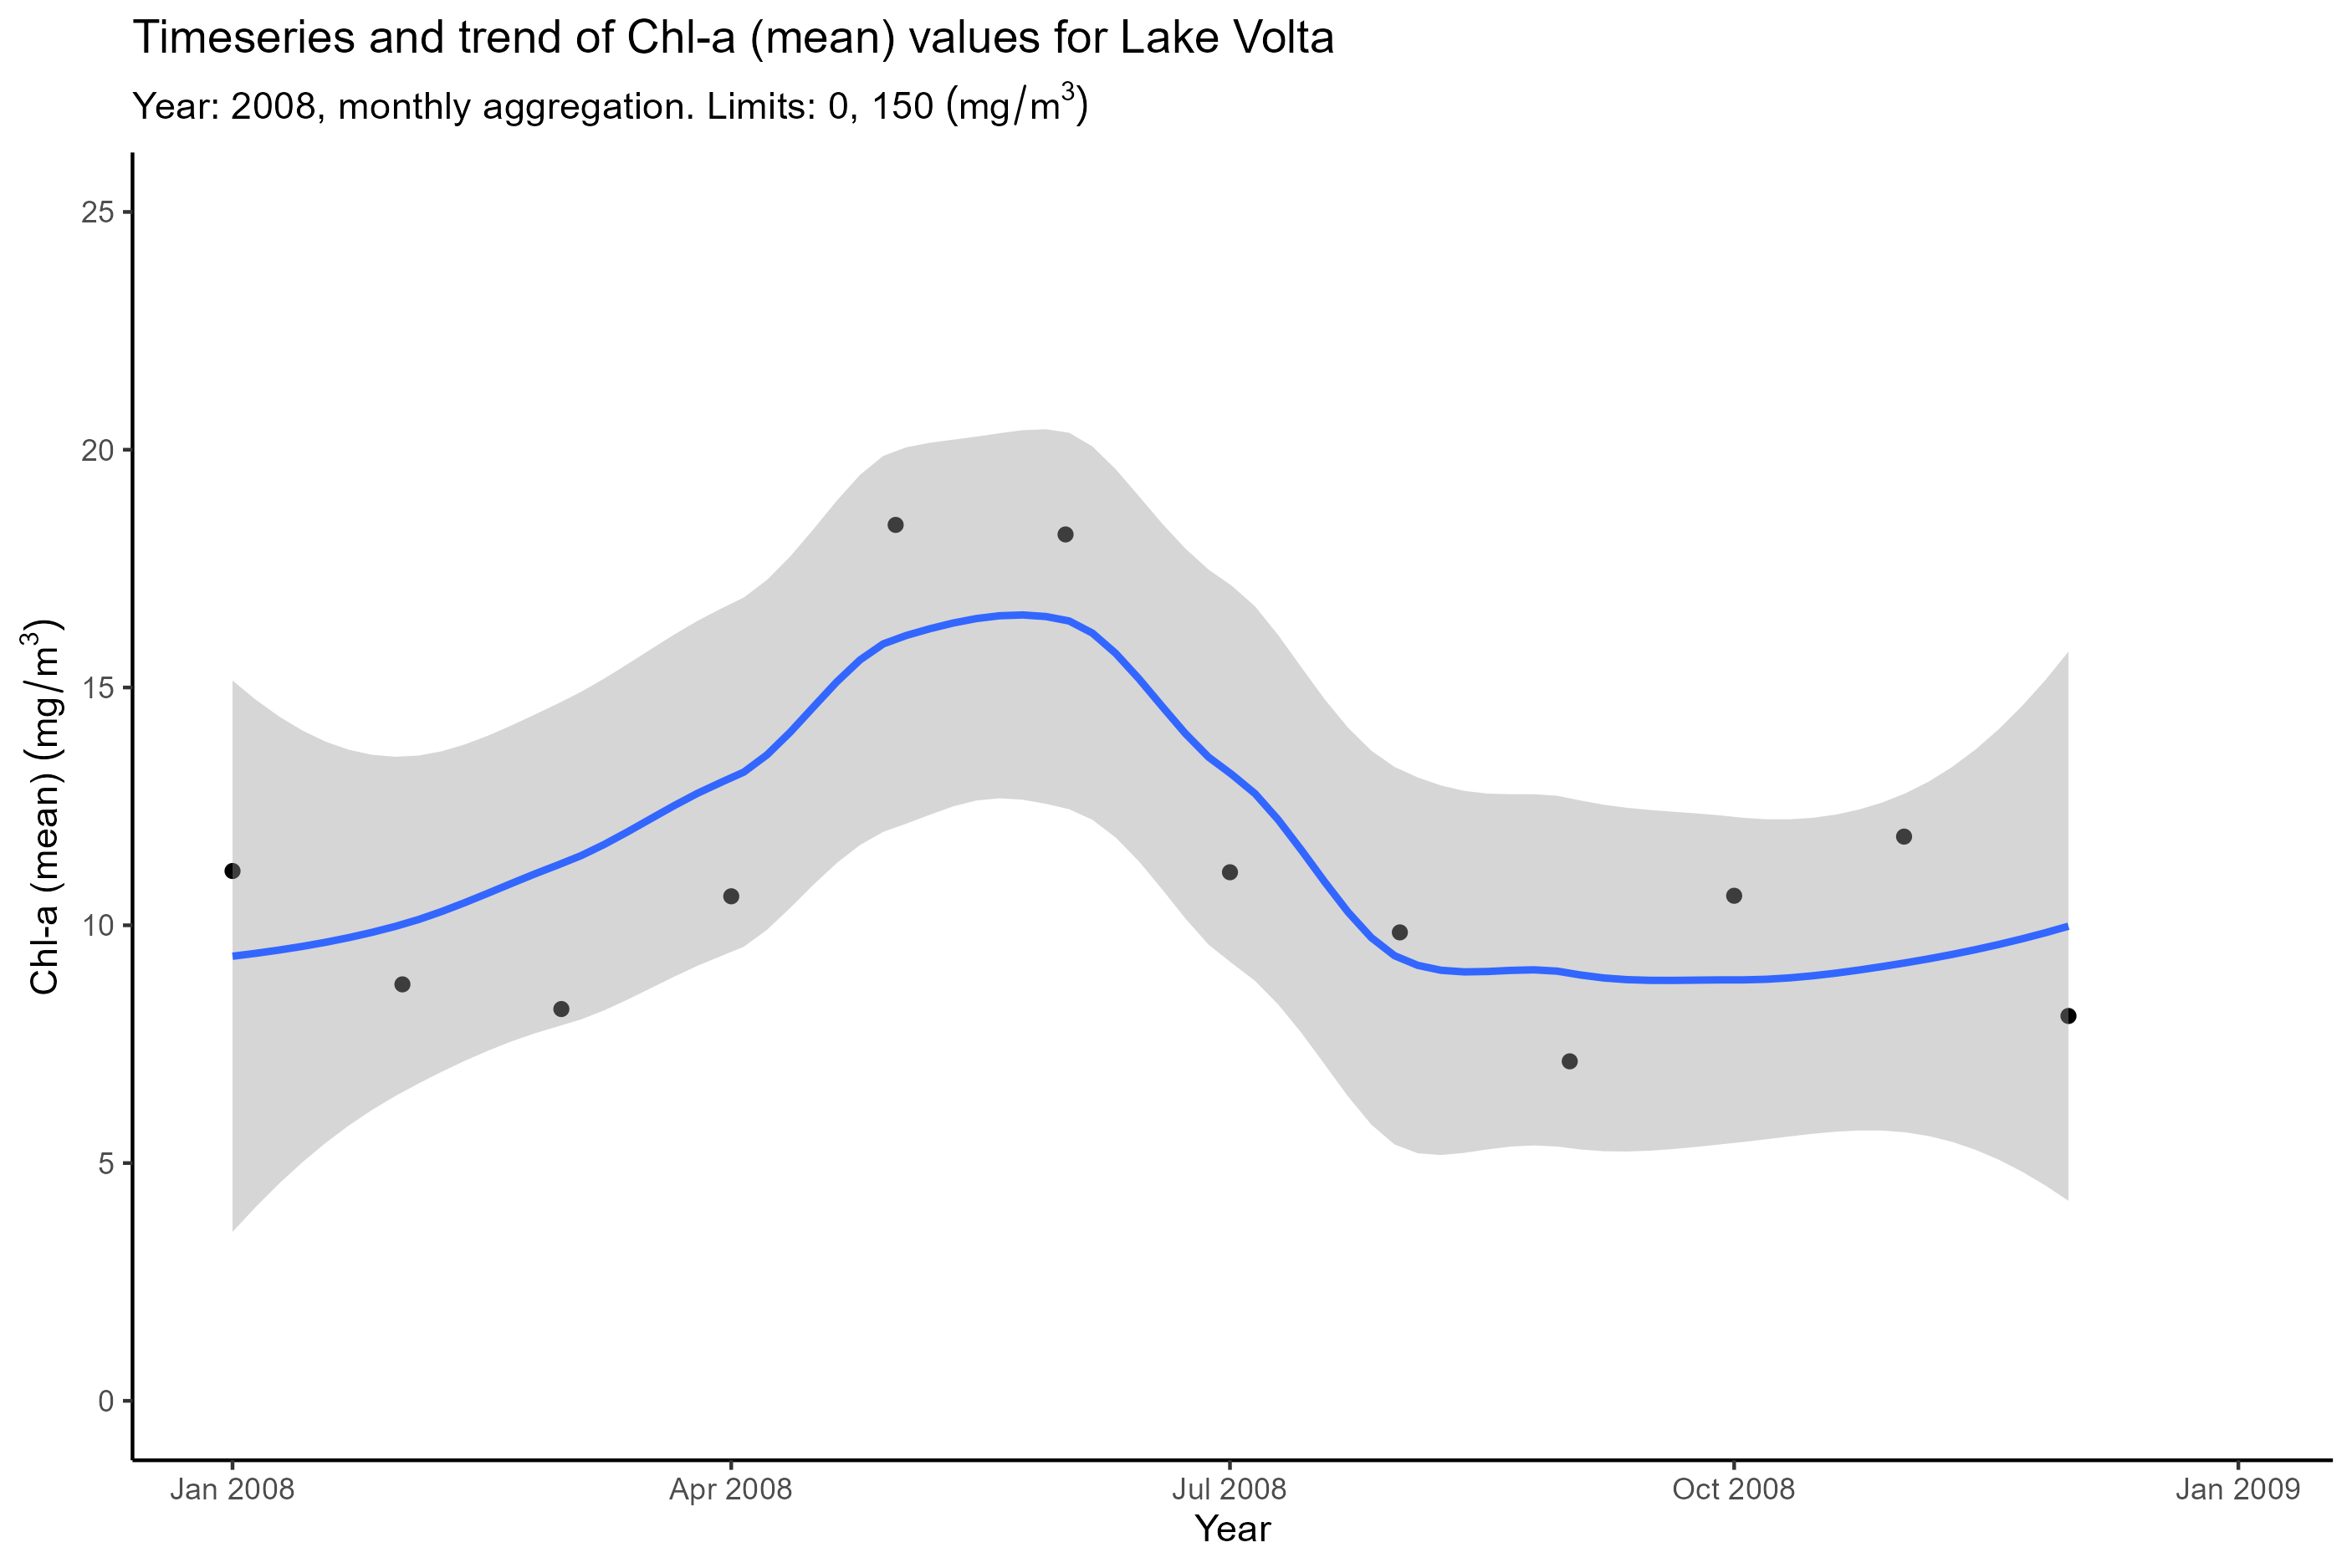 Timeseries and trend of Chl-a (mean) values for Lake Volta
Year: 2008, monthly aggregation. Limits: 0, 150 (mg/m³)
Chl-a (mean) (mg/m³)
25
20
15
10
5
0
Jan 2008 Apr 2008 Jul 2008 Oct 2008 Jan 2009
Year